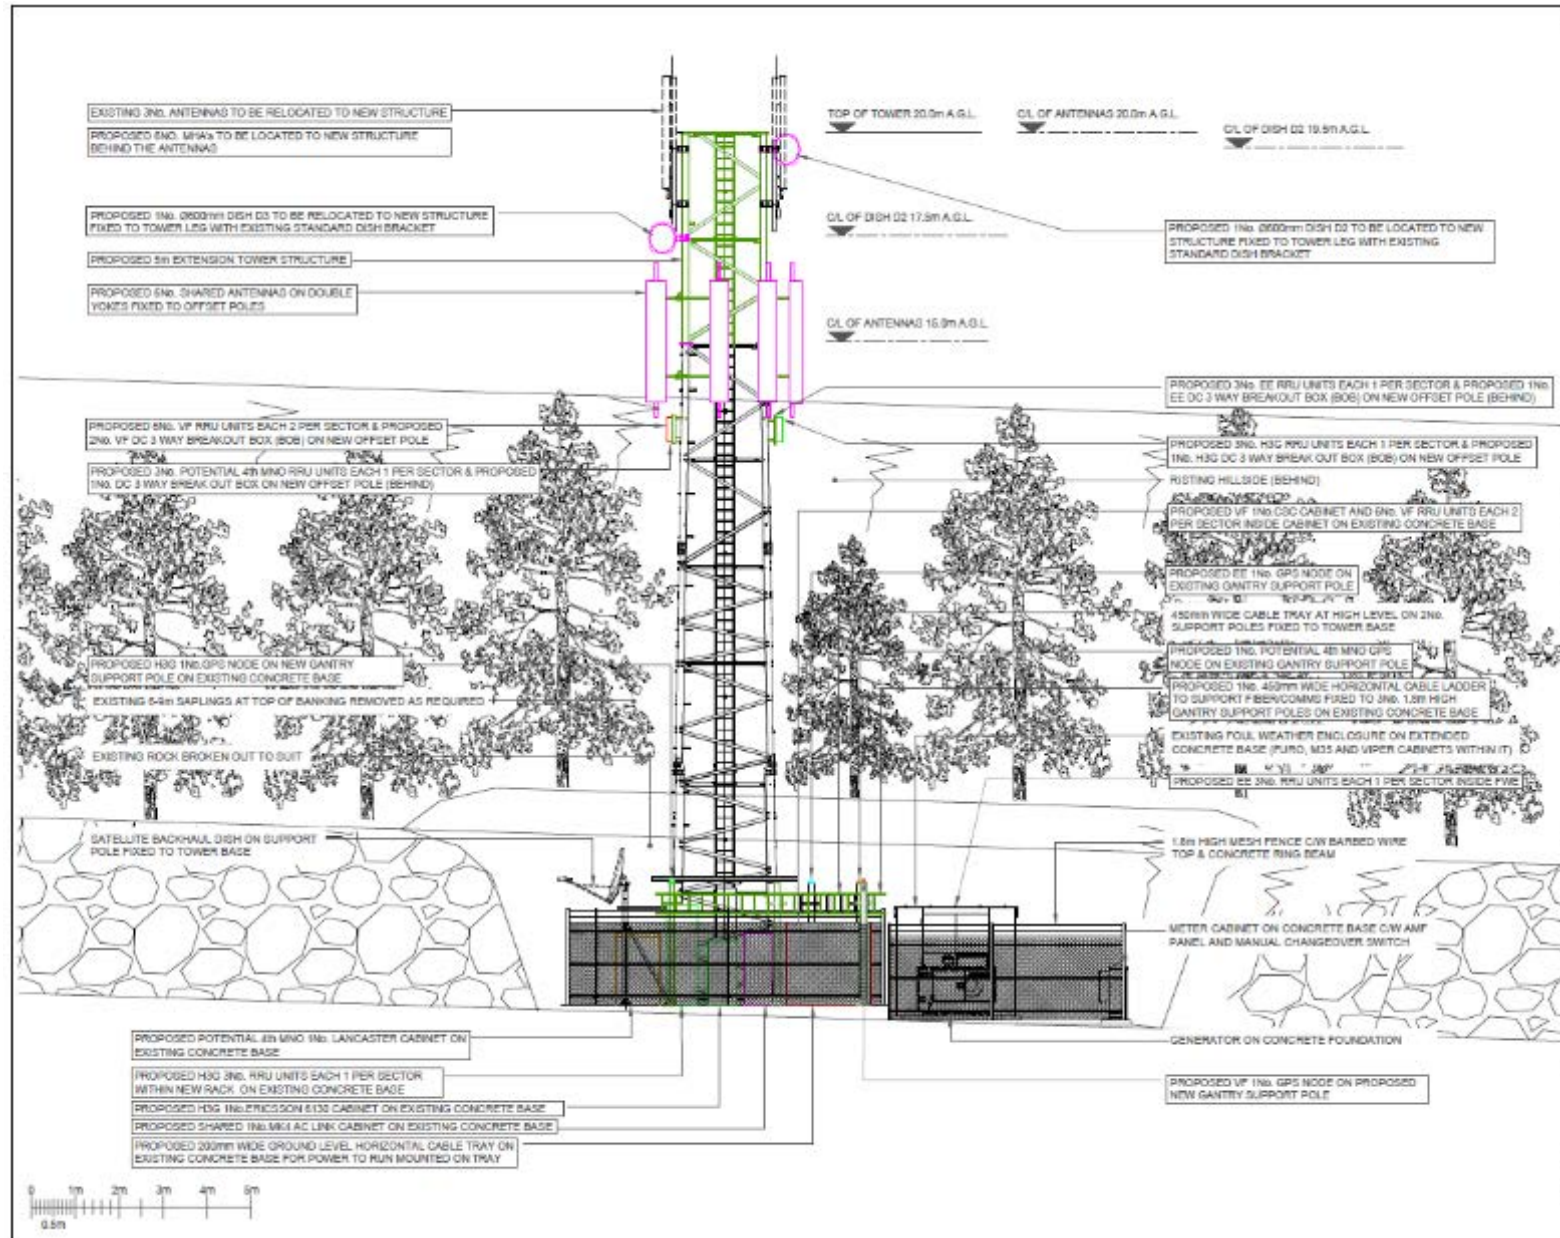 EXISTING 3No. ANTENNAS TO BE RELOCATED TO NEW STRUCTURE
PROPOSED 6NO. MHA's TO BE LOCATED TO NEW STRUCTURE
BEHIND THE ANTENNAS
TOP OF TOWER 20.0m A.G.L.
C/L OF ANTENNAS 20.0m A.G.L.
C/L OF DISH D2 19.5m A.G.L.
PROPOSED 1No. Ø600mm DISH D3 TO BE RELOCATED TO NEW STRUCTURE
FIXED TO TOWER LEG WITH EXISTING STANDARD DISH BRACKET
C/L OF DISH D2 17.5m A.G.L.
PROPOSED 1No. Ø600mm DISH D2 TO BE LOCATED TO NEW
STRUCTURE FIXED TO TOWER LEG WITH EXISTING
STANDARD DISH BRACKET
PROPOSED 5m EXTENSION TOWER STRUCTURE
PROPOSED 6No. SHARED ANTENNAS ON DOUBLE
YOKES FIXED TO OFFSET POLES
C/L OF ANTENNAS 15.0m A.G.L.
PROPOSED 3No. EE RRU UNITS EACH 1 PER SECTOR & PROPOSED 1No.
EE DC 3 WAY BREAKOUT BOX (BOB) ON NEW OFFSET POLE (BEHIND)
PROPOSED 6No. VF RRU UNITS EACH 2 PER SECTOR & PROPOSED
2No. VF DC 3 WAY BREAKOUT BOX (BOB) ON NEW OFFSET POLE
PROPOSED 3No. H3G RRU UNITS EACH 1 PER SECTOR & PROPOSED
1No. H3G DC 3 WAY BREAK OUT BOX (BOB) ON NEW OFFSET POLE
PROPOSED 3No. POTENTIAL 4th MNO RRU UNITS EACH 1 PER SECTOR & PROPOSED
1No. DC 3 WAY BREAK OUT BOX ON NEW OFFSET POLE (BEHIND)
RISTING HILLSIDE (BEHIND)
PROPOSED VF 1No.CSC CABINET AND 6No. VF RRU UNITS EACH 2
PER SECTOR INSIDE CABINET ON EXISTING CONCRETE BASE
PROPOSED EE 1No. GPS NODE ON
EXISTING GANTRY SUPPORT POLE
450mm WIDE CABLE TRAY AT HIGH LEVEL ON 2No.
SUPPORT POLES FIXED TO TOWER BASE
PROPOSED 1No. POTENTIAL 4th MNO GPS
NODE ON EXISTING GANTRY SUPPORT POLE
PROPOSED H3G 1No.GPS NODE ON NEW GANTRY
SUPPORT POLE ON EXISTING CONCRETE BASE
PROPOSED 1No. 450mm WIDE HORIZONTAL CABLE LADDER
TO SUPPORT FIBER/COMMS FIXED TO 3No. 1.8m HIGH
GANTRY SUPPORT POLES ON EXISTING CONCRETE BASE
EXISTING 6-9m SAPLINGS AT TOP OF BANKING REMOVED AS REQUIRED
EXISTING FOUL WEATHER ENCLOSURE ON EXTENDED
CONCRETE BASE (FURO, M35 AND VIPER CABINETS WITHIN IT)
EXISTING ROCK BROKEN OUT TO SUIT
PROPOSED EE 3No. RRU UNITS EACH 1 PER SECTOR INSIDE FWE
SATELLITE BACKHAUL DISH ON SUPPORT
POLE FIXED TO TOWER BASE
1.8m HIGH MESH FENCE C/W BARBED WIRE
TOP & CONCRETE RING BEAM
METER CABINET ON CONCRETE BASE C/W AMF
PANEL AND MANUAL CHANGEOVER SWITCH
PROPOSED POTENTIAL 4th MNO 1No. LANCASTER CABINET ON
EXISTING CONCRETE BASE
GENERATOR ON CONCRETE FOUNDATION
PROPOSED H3G 3No. RRU UNITS EACH 1 PER SECTOR
WITHIN NEW RACK ON EXISTING CONCRETE BASE
PROPOSED VF 1No. GPS NODE ON PROPOSED
NEW GANTRY SUPPORT POLE
PROPOSED H3G 1No.ERICSSON 6130 CABINET ON EXISTING CONCRETE BASE
PROPOSED SHARED 1No.MK4 AC LINK CABINET ON EXISTING CONCRETE BASE
PROPOSED 200mm WIDE GROUND LEVEL HORIZONTAL CABLE TRAY ON
EXISTING CONCRETE BASE FOR POWER TO RUN MOUNTED ON TRAY
0 1m 2m 3m 4m 5m
0.5m